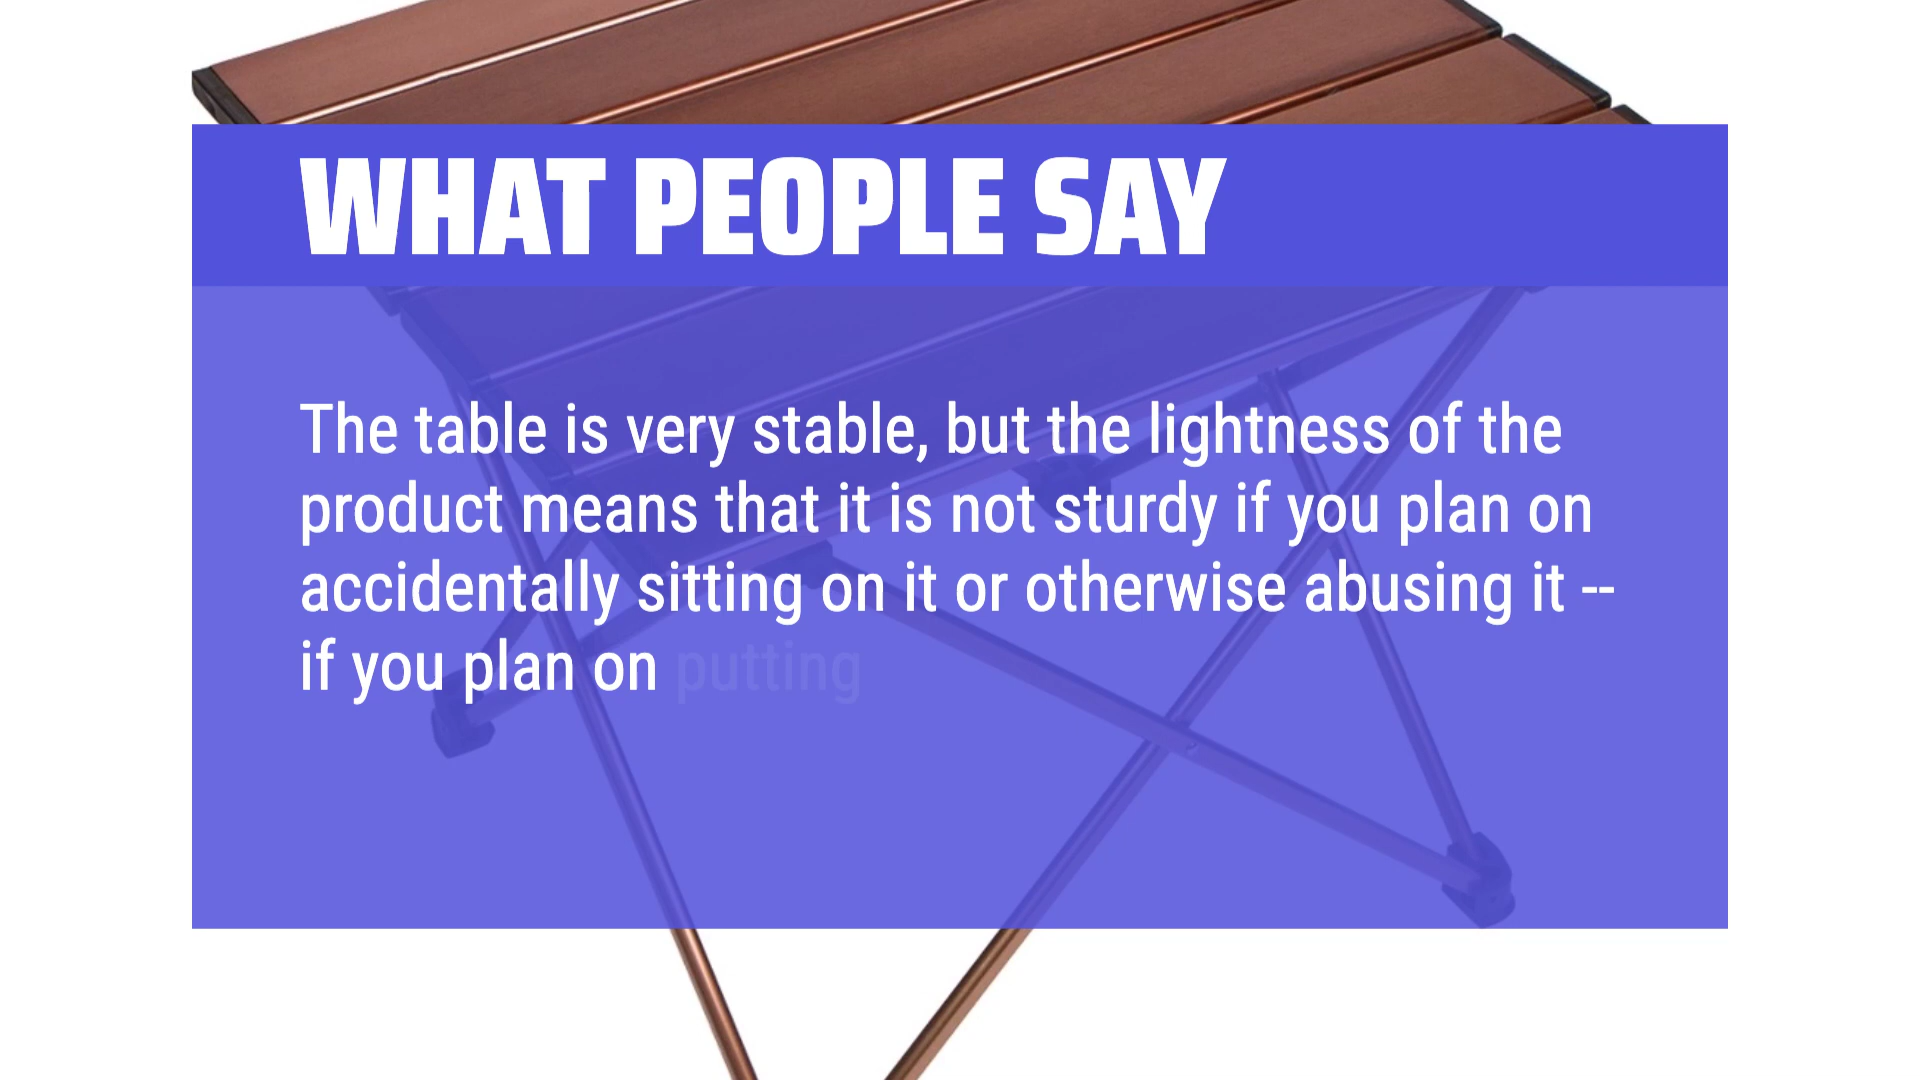 WHAT PEOPLE SAY
The table is very stable, but the lightness of the
product means that it is not sturdy if you plan on
accidentally sitting on it or otherwise abusing it --
if you plan on putting